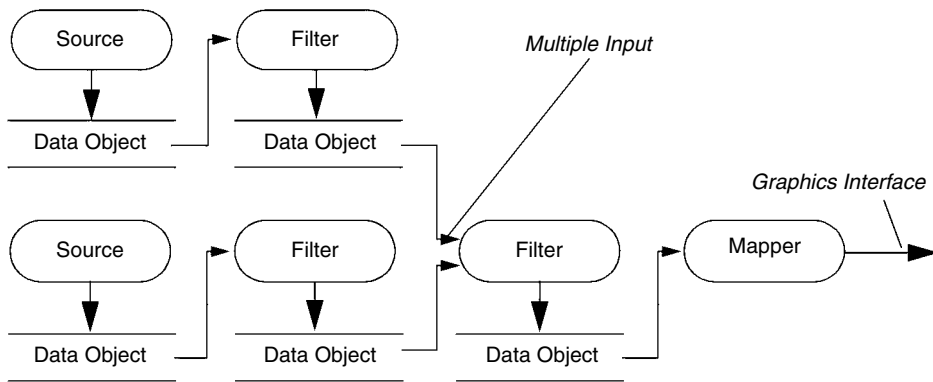 Source
Filter
Multiple Input
Data Object
Data Object
Graphics Interface
Source
Filter
Filter
Mapper
Data Object
Data Object
Data Object